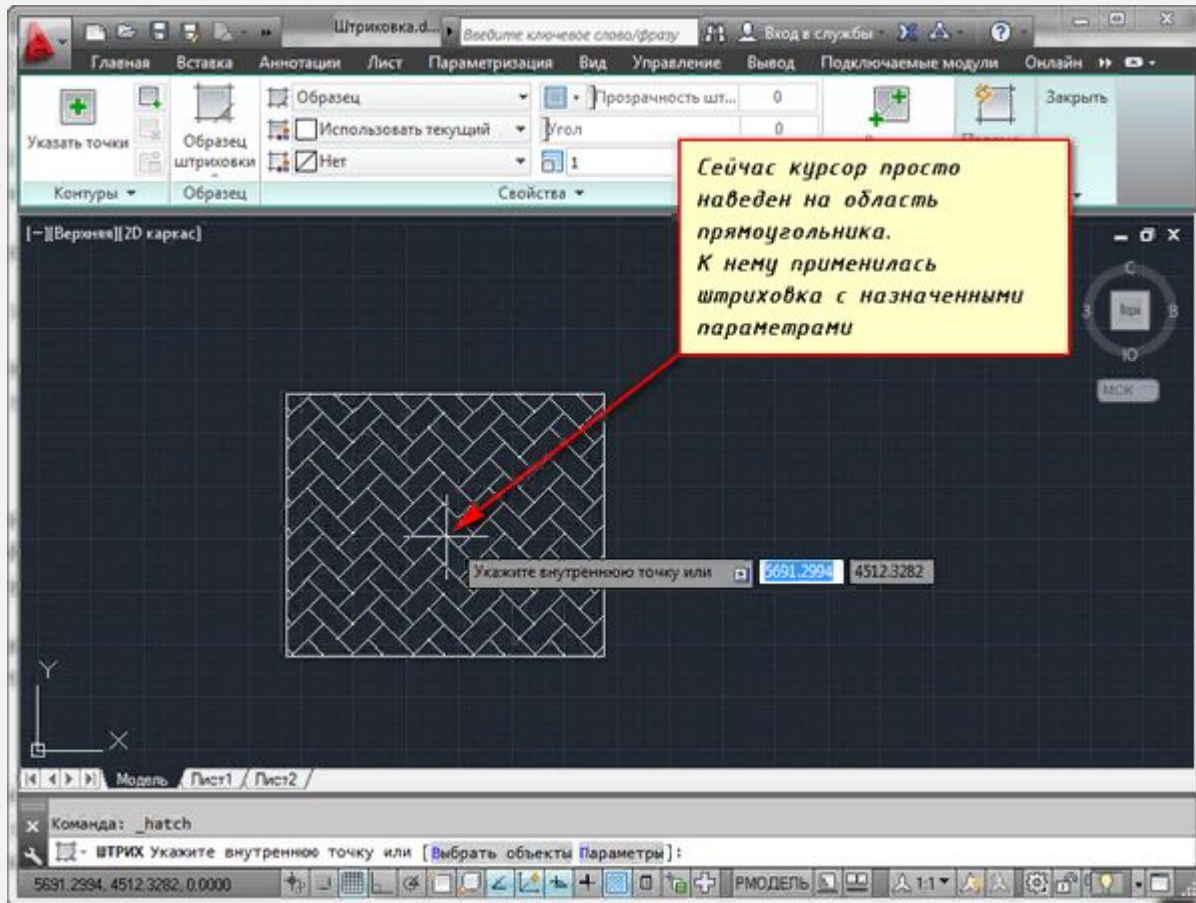 Штриховка.d...
Введите ключевое слово/фразу
Вход в службы
Главная Вставка Аннотации Лист Параметризация Вид Управление Вывод Подключаемые модули Онлайн
Указать точки
Образец
штриховки
Образец
Использовать текущий
Нет
Прозрачность шт... 0
Угол 0
1
Закрыть
Контуры
Образец
Свойства
Сейчас курсор просто
наведен на область
прямоугольника.
К нему применилась
штриховка с назначенными
параметрами
[−][Верхняя][2D каркас]
С
З
В
Ю
МСК
Укажите внутреннюю точку или 5691.2994 4512.3282
Y
X
Модель Лист1 Лист2
Команда: _hatch
ШТРИХ Укажите внутреннюю точку или [Выбрать объекты Параметры]:
5691.2994, 4512.3282, 0.0000 РМОДЕЛЬ 1:1